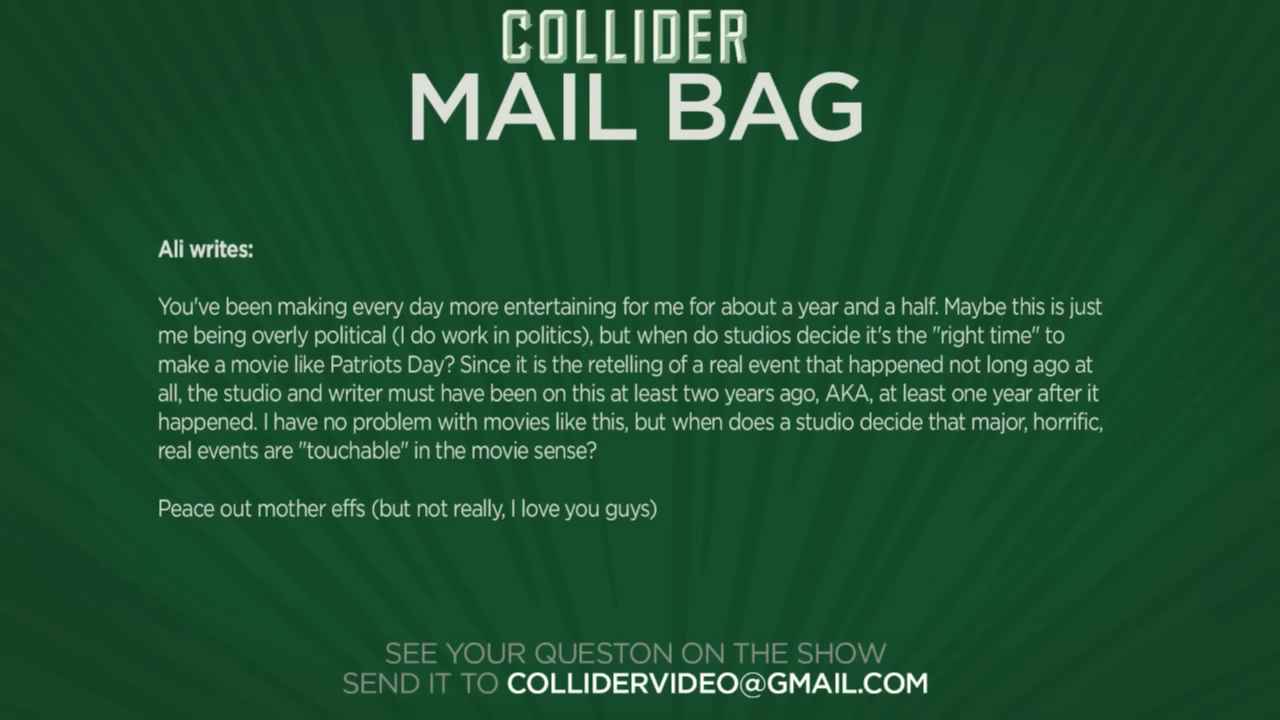 COLLIDER
MAIL BAG
Ali writes:
You've been making every day more entertaining for me for about a year and a half. Maybe this is just
me being overly political (I do work in politics), but when do studios decide it's the "right time" to
make a movie like Patriots Day? Since it is the retelling of a real event that happened not long ago at
all, the studio and writer must have been on this at least two years ago, AKA, at least one year after it
happened. I have no problem with movies like this, but when does a studio decide that major, horrific,
real events are "touchable" in the movie sense?
Peace out mother effs (but not really, I love you guys)
SEE YOUR QUESTON ON THE SHOW
SEND IT TO COLLIDERVIDEO@GMAIL.COM